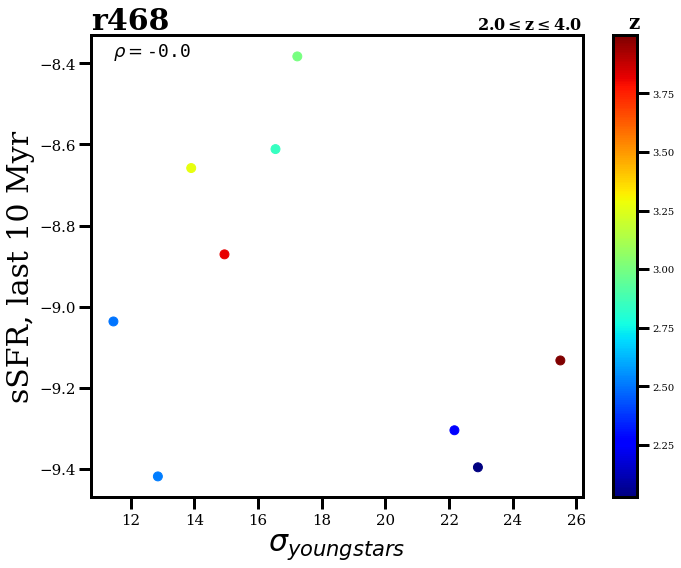 r468
2.0 ≤ z ≤ 4.0
z
ρ = -0.0
−8.4
−8.6
−8.8
−9.0
−9.2
−9.4
sSFR, last 10 Myr
12 14 16 18 20 22 24 26
σyoungstars
3.75
3.50
3.25
3.00
2.75
2.50
2.25